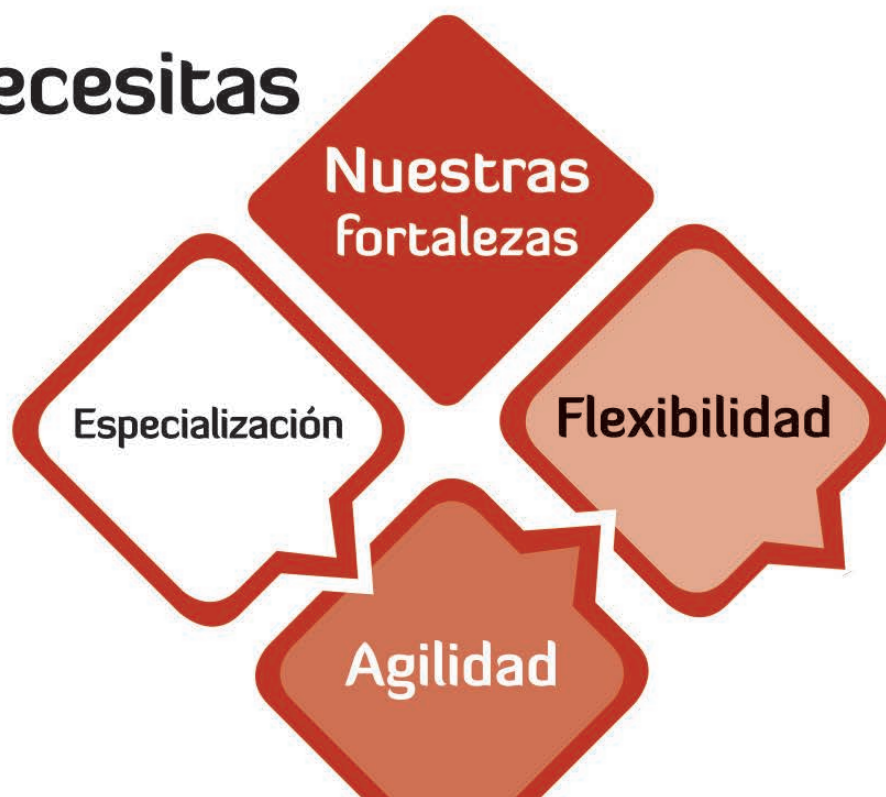 ecesitas
Nuestras
fortalezas
Especialización
Flexibilidad
Agilidad